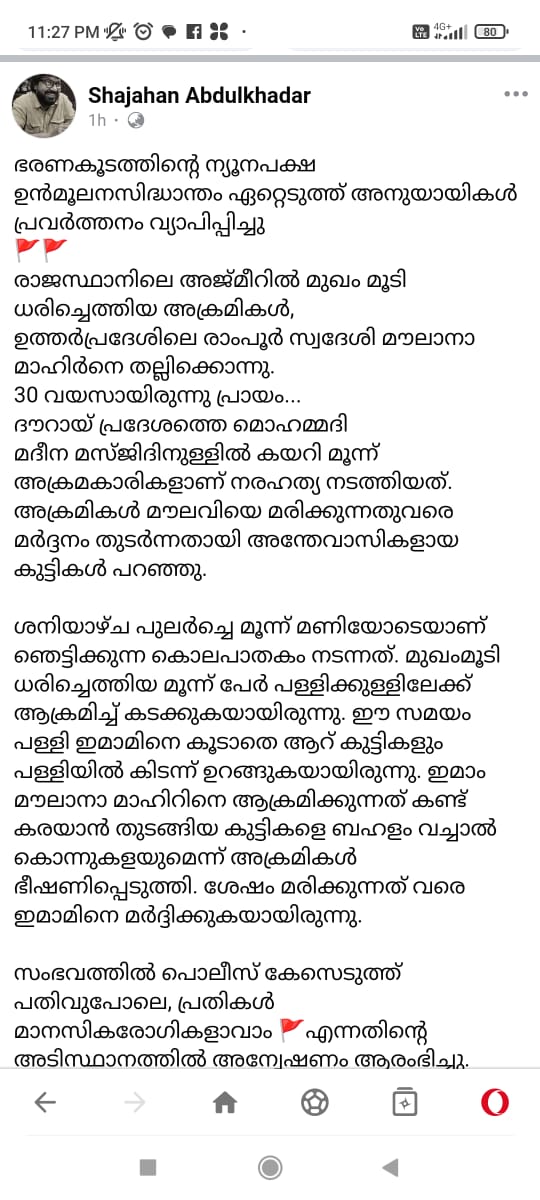 11:27 PM
Vo
LTE
4G+
80
Shajahan Abdulkhadar
1h ·
ഭരണകൂടത്തിന്റെ ന്യൂനപക്ഷ
ഉൻമൂലനസിദ്ധാന്തം ഏറ്റെടുത്ത് അനുയായികൾ
പ്രവർത്തനം വ്യാപിപ്പിച്ചു
🚩🚩
രാജസ്ഥാനിലെ അജ്മീറിൽ മുഖം മൂടി
ധരിച്ചെത്തിയ അക്രമികൾ,
ഉത്തർപ്രദേശിലെ രാംപൂർ സ്വദേശി മൗലാനാ
മാഹിർനെ തല്ലിക്കൊന്നു.
30 വയസായിരുന്നു പ്രായം...
ദൗറായ് പ്രദേശത്തെ മൊഹമ്മദി
മദീന മസ്ജിദിനുള്ളിൽ കയറി മൂന്ന്
അക്രമകാരികളാണ് നരഹത്യ നടത്തിയത്.
അക്രമികൾ മൗലവിയെ മരിക്കുന്നതുവരെ
മർദ്ദനം തുടർന്നതായി അന്തേവാസികളായ
കുട്ടികൾ പറഞ്ഞു.
ശനിയാഴ്ച പുലർച്ചെ മൂന്ന് മണിയോടെയാണ്
ഞെട്ടിക്കുന്ന കൊലപാതകം നടന്നത്. മുഖംമൂടി
ധരിച്ചെത്തിയ മൂന്ന് പേർ പള്ളിക്കുള്ളിലേക്ക്
ആക്രമിച്ച് കടക്കുകയായിരുന്നു. ഈ സമയം
പള്ളി ഇമാമിനെ കൂടാതെ ആറ് കുട്ടികളും
പള്ളിയിൽ കിടന്ന് ഉറങ്ങുകയായിരുന്നു. ഇമാം
മൗലാനാ മാഹിറിനെ ആക്രമിക്കുന്നത് കണ്ട്
കരയാൻ തുടങ്ങിയ കുട്ടികളെ ബഹളം വച്ചാൽ
കൊന്നുകളയുമെന്ന് അക്രമികൾ
ഭീഷണിപ്പെടുത്തി. ശേഷം മരിക്കുന്നത് വരെ
ഇമാമിനെ മർദ്ദിക്കുകയായിരുന്നു.
സംഭവത്തിൽ പൊലീസ് കേസെടുത്ത്
പതിവുപോലെ, പ്രതികൾ
മാനസികരോഗികളാവാം 🚩എന്നതിന്റെ
അടിസ്ഥാനത്തിൽ അന്വേഷണം ആരംഭിച്ചു.